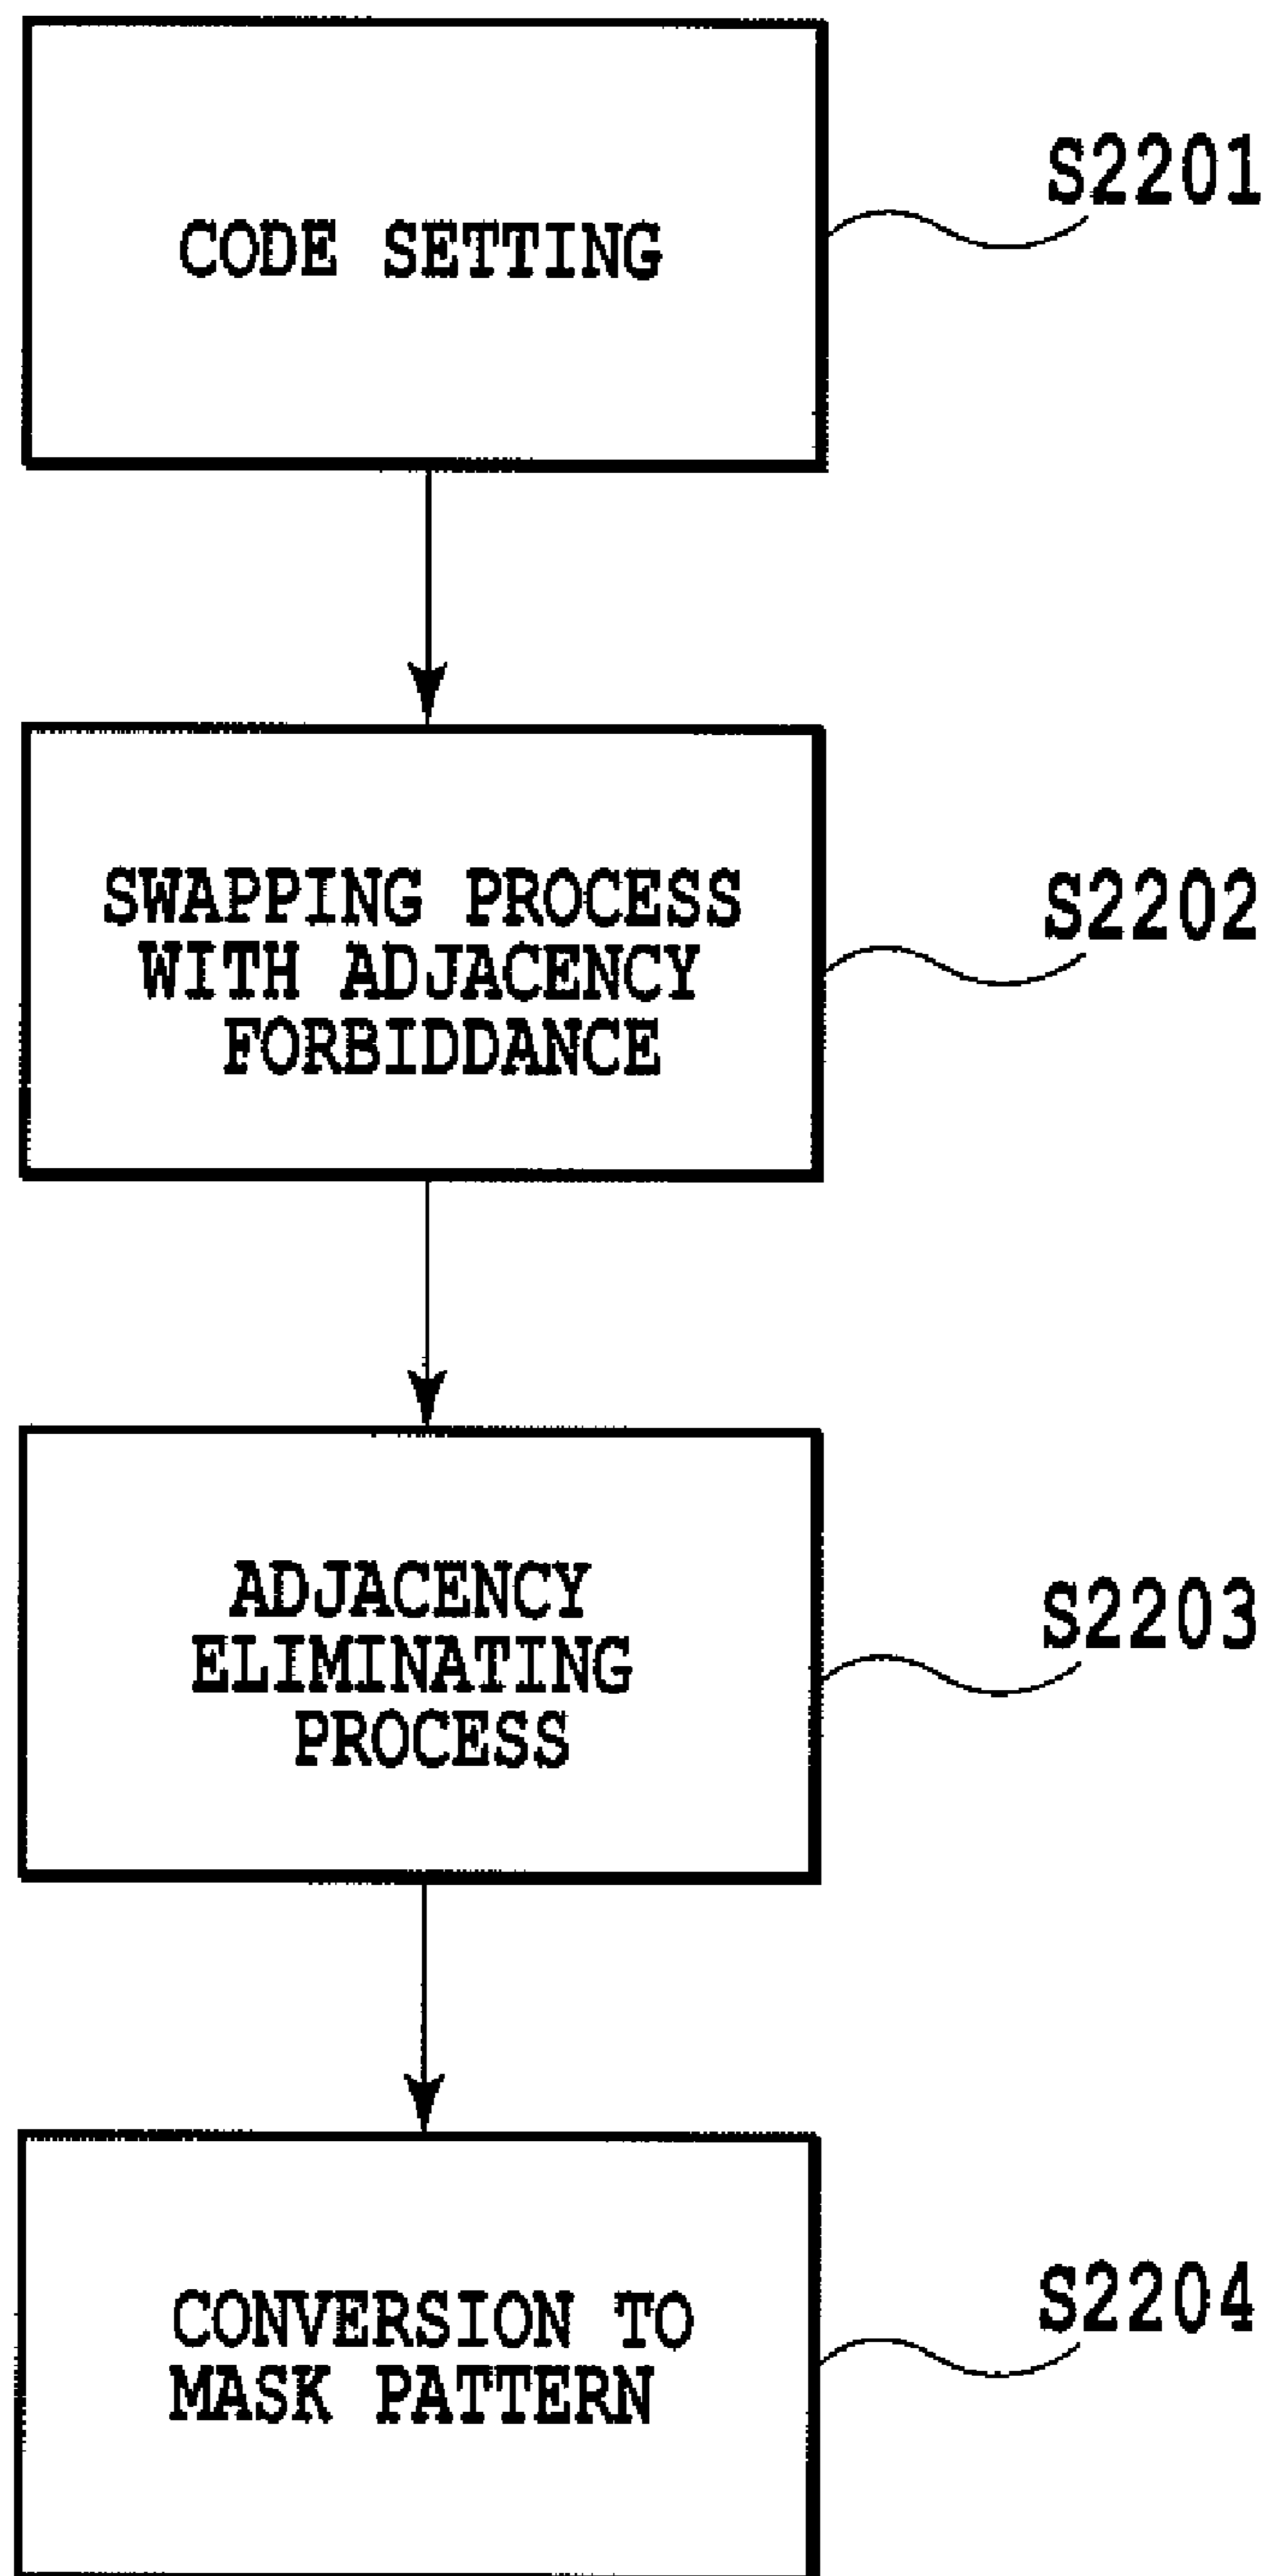 CODE SETTING
S2201
SWAPPING PROCESS
WITH ADJACENCY
FORBIDDANCE
S2202
ADJACENCY
ELIMINATING
PROCESS
S2203
CONVERSION TO
MASK PATTERN
S2204